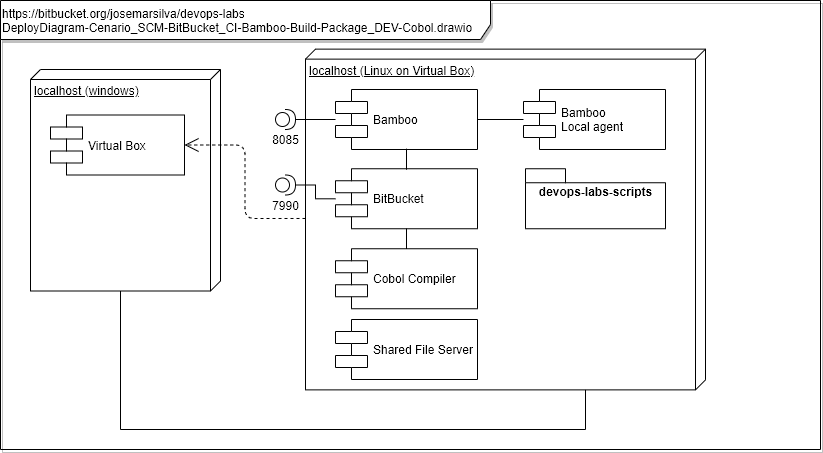 https://bitbucket.org/josemarsilva/devops-labs
DeployDiagram-Cenario_SCM-BitBucket_CI-Bamboo-Build-Package_DEV-Cobol.drawio
localhost (windows)
Virtual Box
localhost (Linux on Virtual Box)
8085
Bamboo
Bamboo
Local agent
7990
BitBucket
devops-labs-scripts
Cobol Compiler
Shared File Server